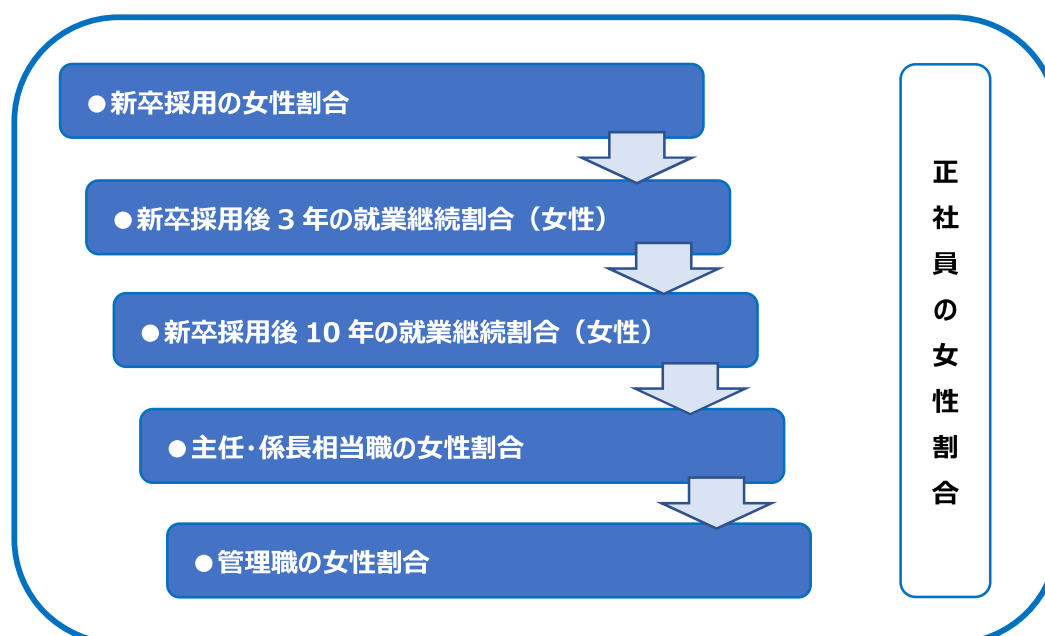 ●新卒採用の女性割合
●新卒採用後 3 年の就業継続割合（女性）
●新卒採用後 10 年の就業継続割合（女性）
●主任･係長相当職の女性割合
●管理職の女性割合
正社員の女性割合